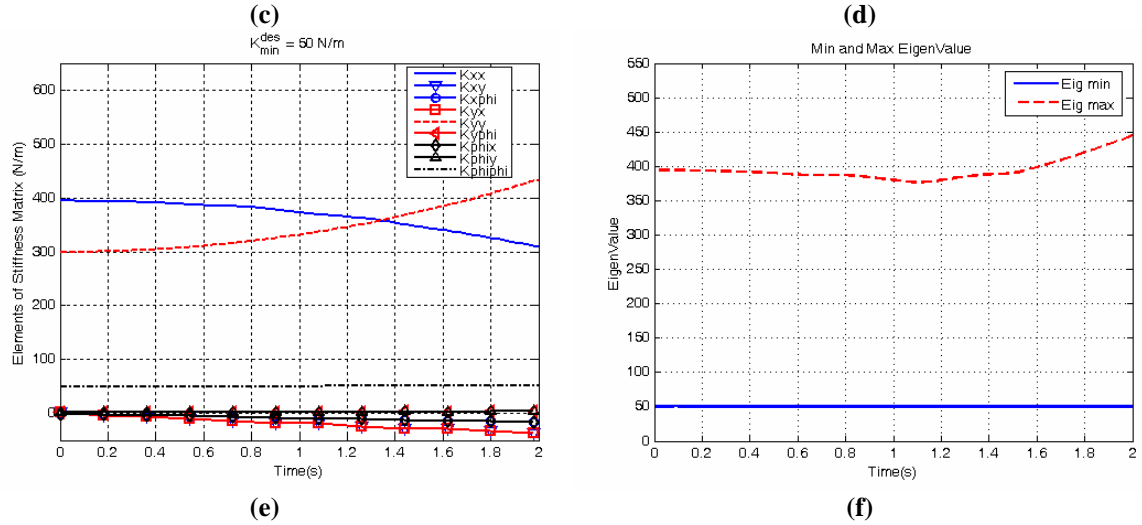 (c)
(d)
K^des_min = 50 N/m
Elements of Stiffness Matrix (N/m)
600
500
400
300
200
100
0
Kxx
Kxy
Kxphi
Kyx
Kyy
Kyphi
Kphix
Kphiy
Kphiphi
0 0.2 0.4 0.6 0.8 1 1.2 1.4 1.6 1.8 2
Time(s)
Min and Max EigenValue
EigenValue
550
500
450
400
350
300
250
200
150
100
50
0
Eig min
Eig max
0 0.2 0.4 0.6 0.8 1 1.2 1.4 1.6 1.8 2
Time(s)
(e)
(f)